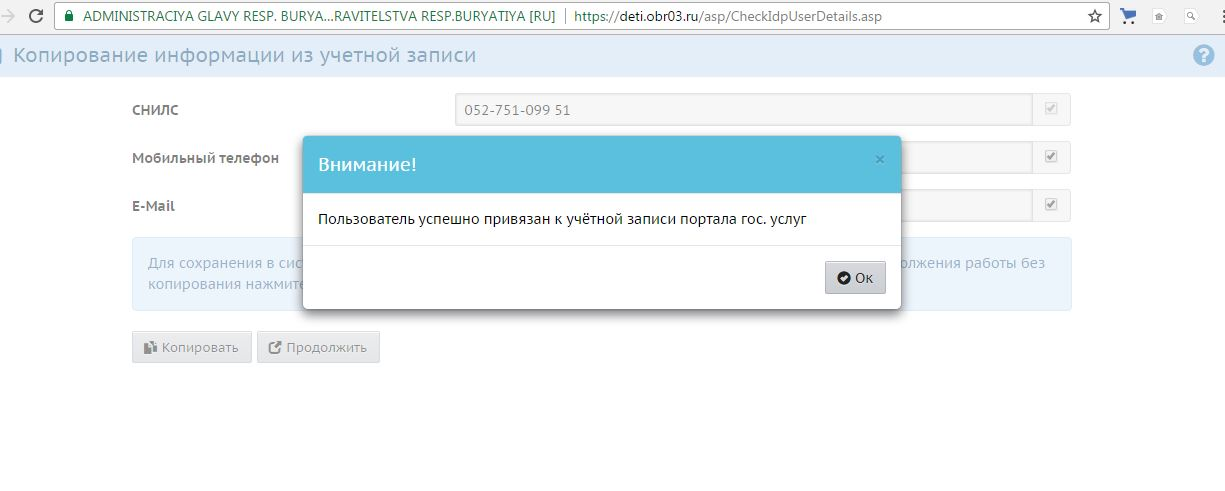 ADMINISTRACIYA GLAVY RESP. BURYA...RAVITELSTVA RESP.BURYATIYA [RU] https://deti.obr03.ru/asp/CheckIdpUserDetails.asp
Копирование информации из учетной записи ?
СНИЛС 052-751-099 51
Мобильный телефон
Внимание! ×
E-Mail
Пользователь успешно привязан к учётной записи портала гос. услуг
Для сохранения в сис должения работы без
копирования нажмите
Ок
Копировать Продолжить